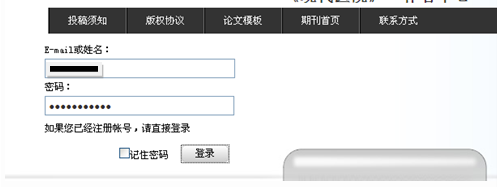 投稿须知 版权协议 论文模板 期刊首页 联系方式
E-mail或姓名：
密码：
如果您已经注册帐号，请直接登录
记住密码 登录